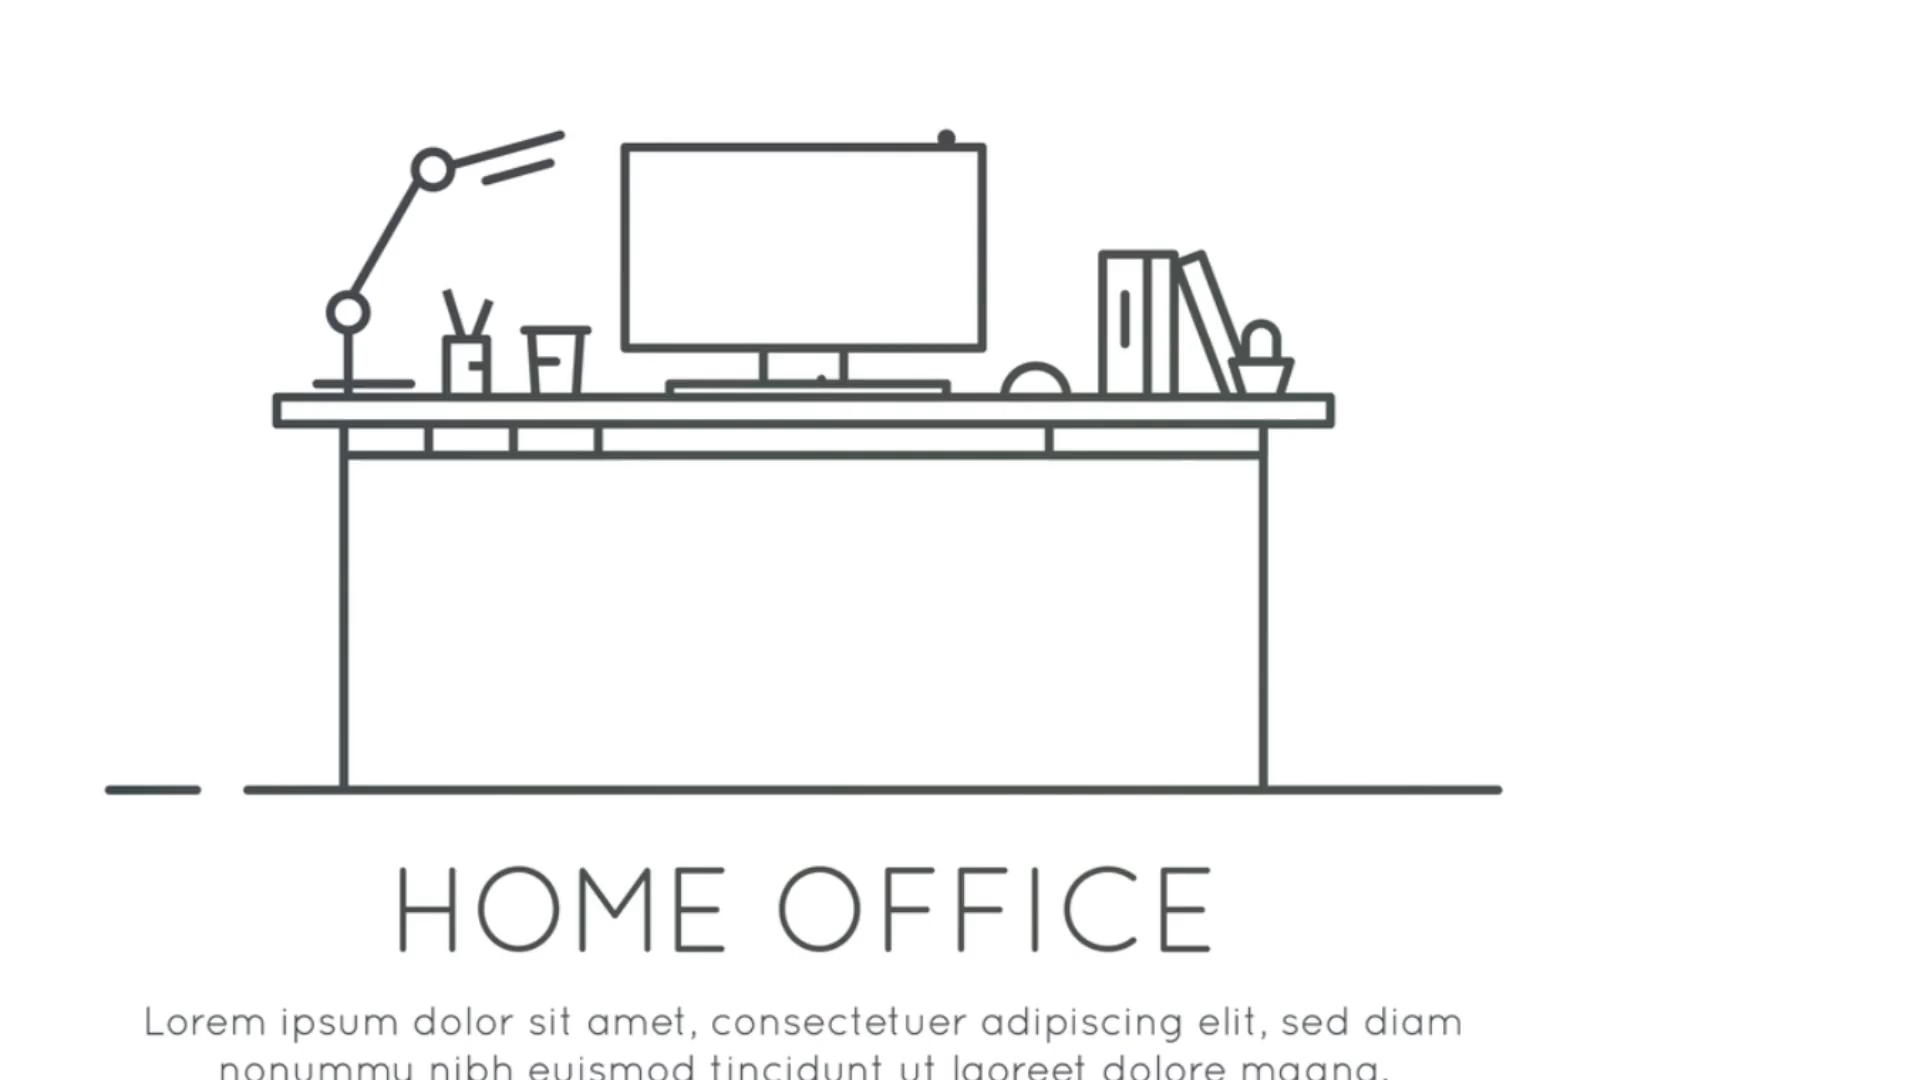 HOME OFFICE
Lorem ipsum dolor sit amet, consectetuer adipiscing elit, sed diam
nonummy nibh euismod tincidunt ut laoreet dolore magna.